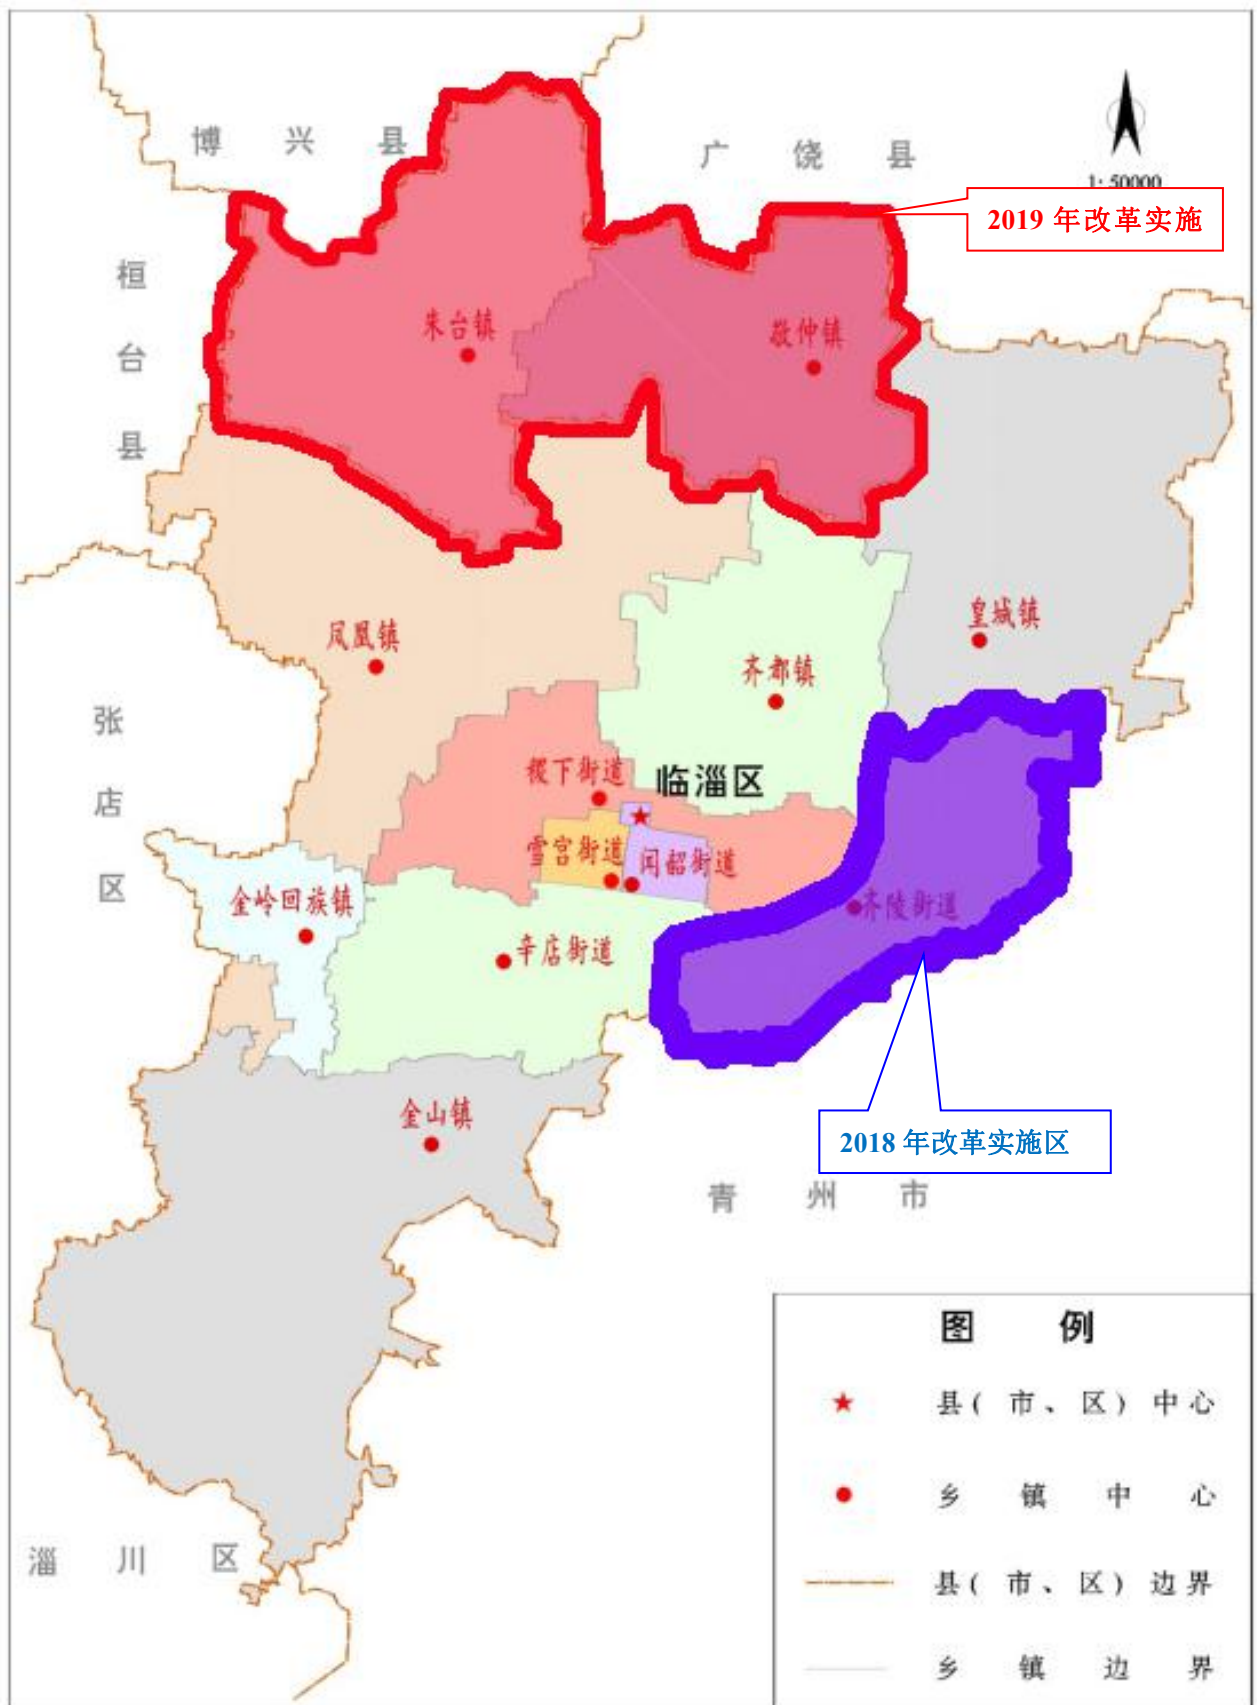 博兴县
广饶县
1: 50000
2019 年改革实施
桓台县
朱台镇
敬仲镇
凤凰镇
皇城镇
齐都镇
张店区
稷下街道
临淄区
雪宫街道
闻韶街道
金岭回族镇
齐陵街道
辛店街道
金山镇
2018 年改革实施区
青州市
淄川区
图例
县(市、区)中心
乡镇中心
县(市、区)边界
乡镇边界